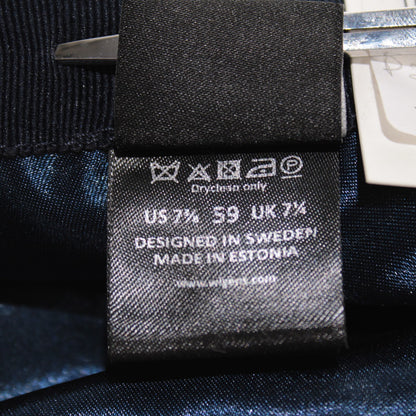 Dryclean only
US 7⅜ 59 UK 7¼
DESIGNED IN SWEDEN
MADE IN ESTONIA
www.wigens.com